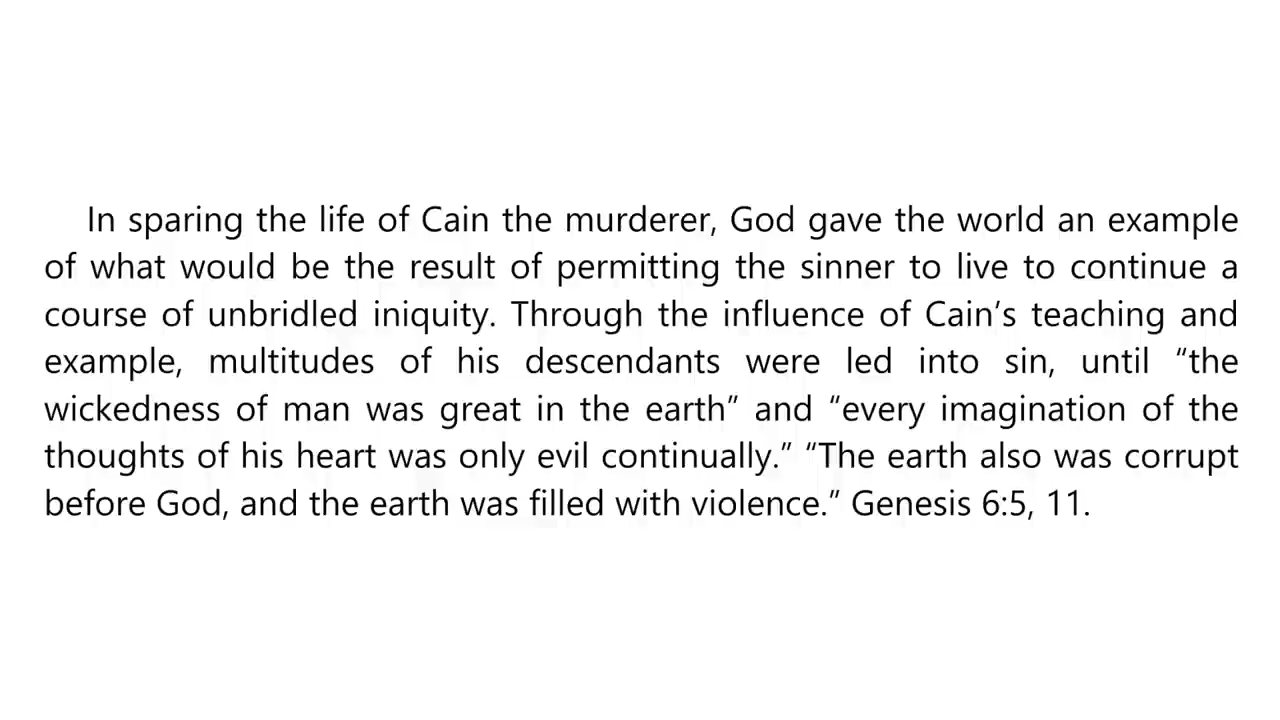 In sparing the life of Cain the murderer, God gave the world an example
of what would be the result of permitting the sinner to live to continue a
course of unbridled iniquity. Through the influence of Cain’s teaching and
example, multitudes of his descendants were led into sin, until “the
wickedness of man was great in the earth” and “every imagination of the
thoughts of his heart was only evil continually.” “The earth also was corrupt
before God, and the earth was filled with violence.” Genesis 6:5, 11.